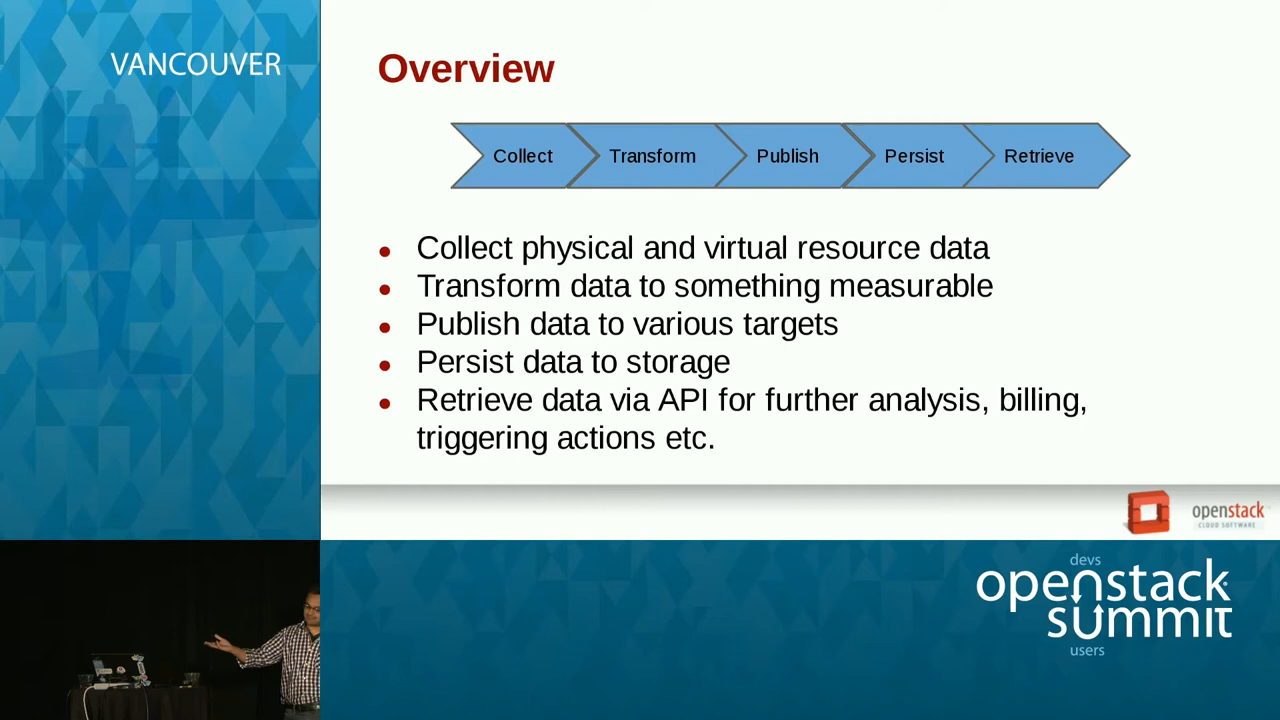 VANCOUVER
Overview
Collect
Transform
Publish
Persist
Retrieve
Collect physical and virtual resource data
Transform data to something measurable
Publish data to various targets
Persist data to storage
Retrieve data via API for further analysis, billing,
triggering actions etc.
openstack
CLOUD SOFTWARE
devs
openstack
summit
users